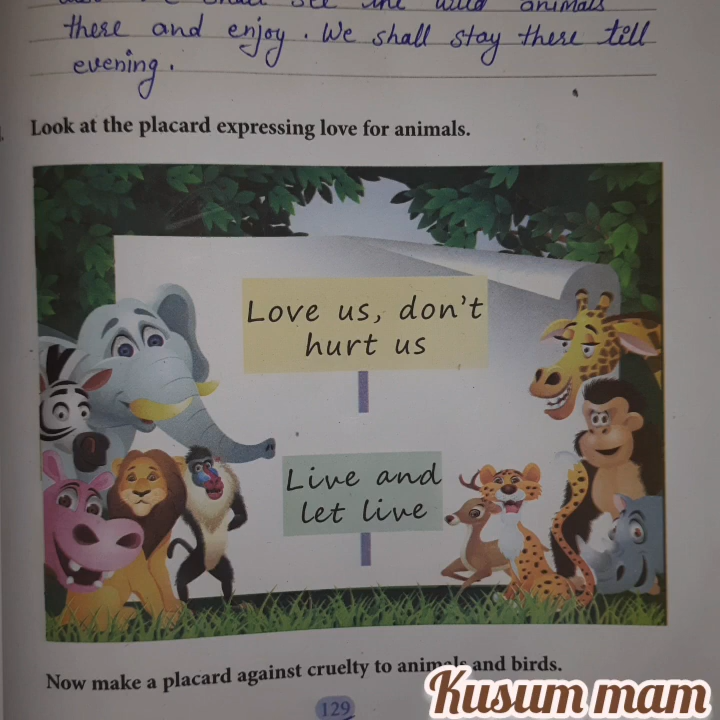 there and enjoy. We shall stay there till
evening.
Look at the placard expressing love for animals.
Love us, don't
hurt us
Live and
let live
Now make a placard against cruelty to animals and birds.
129
Kusum mam